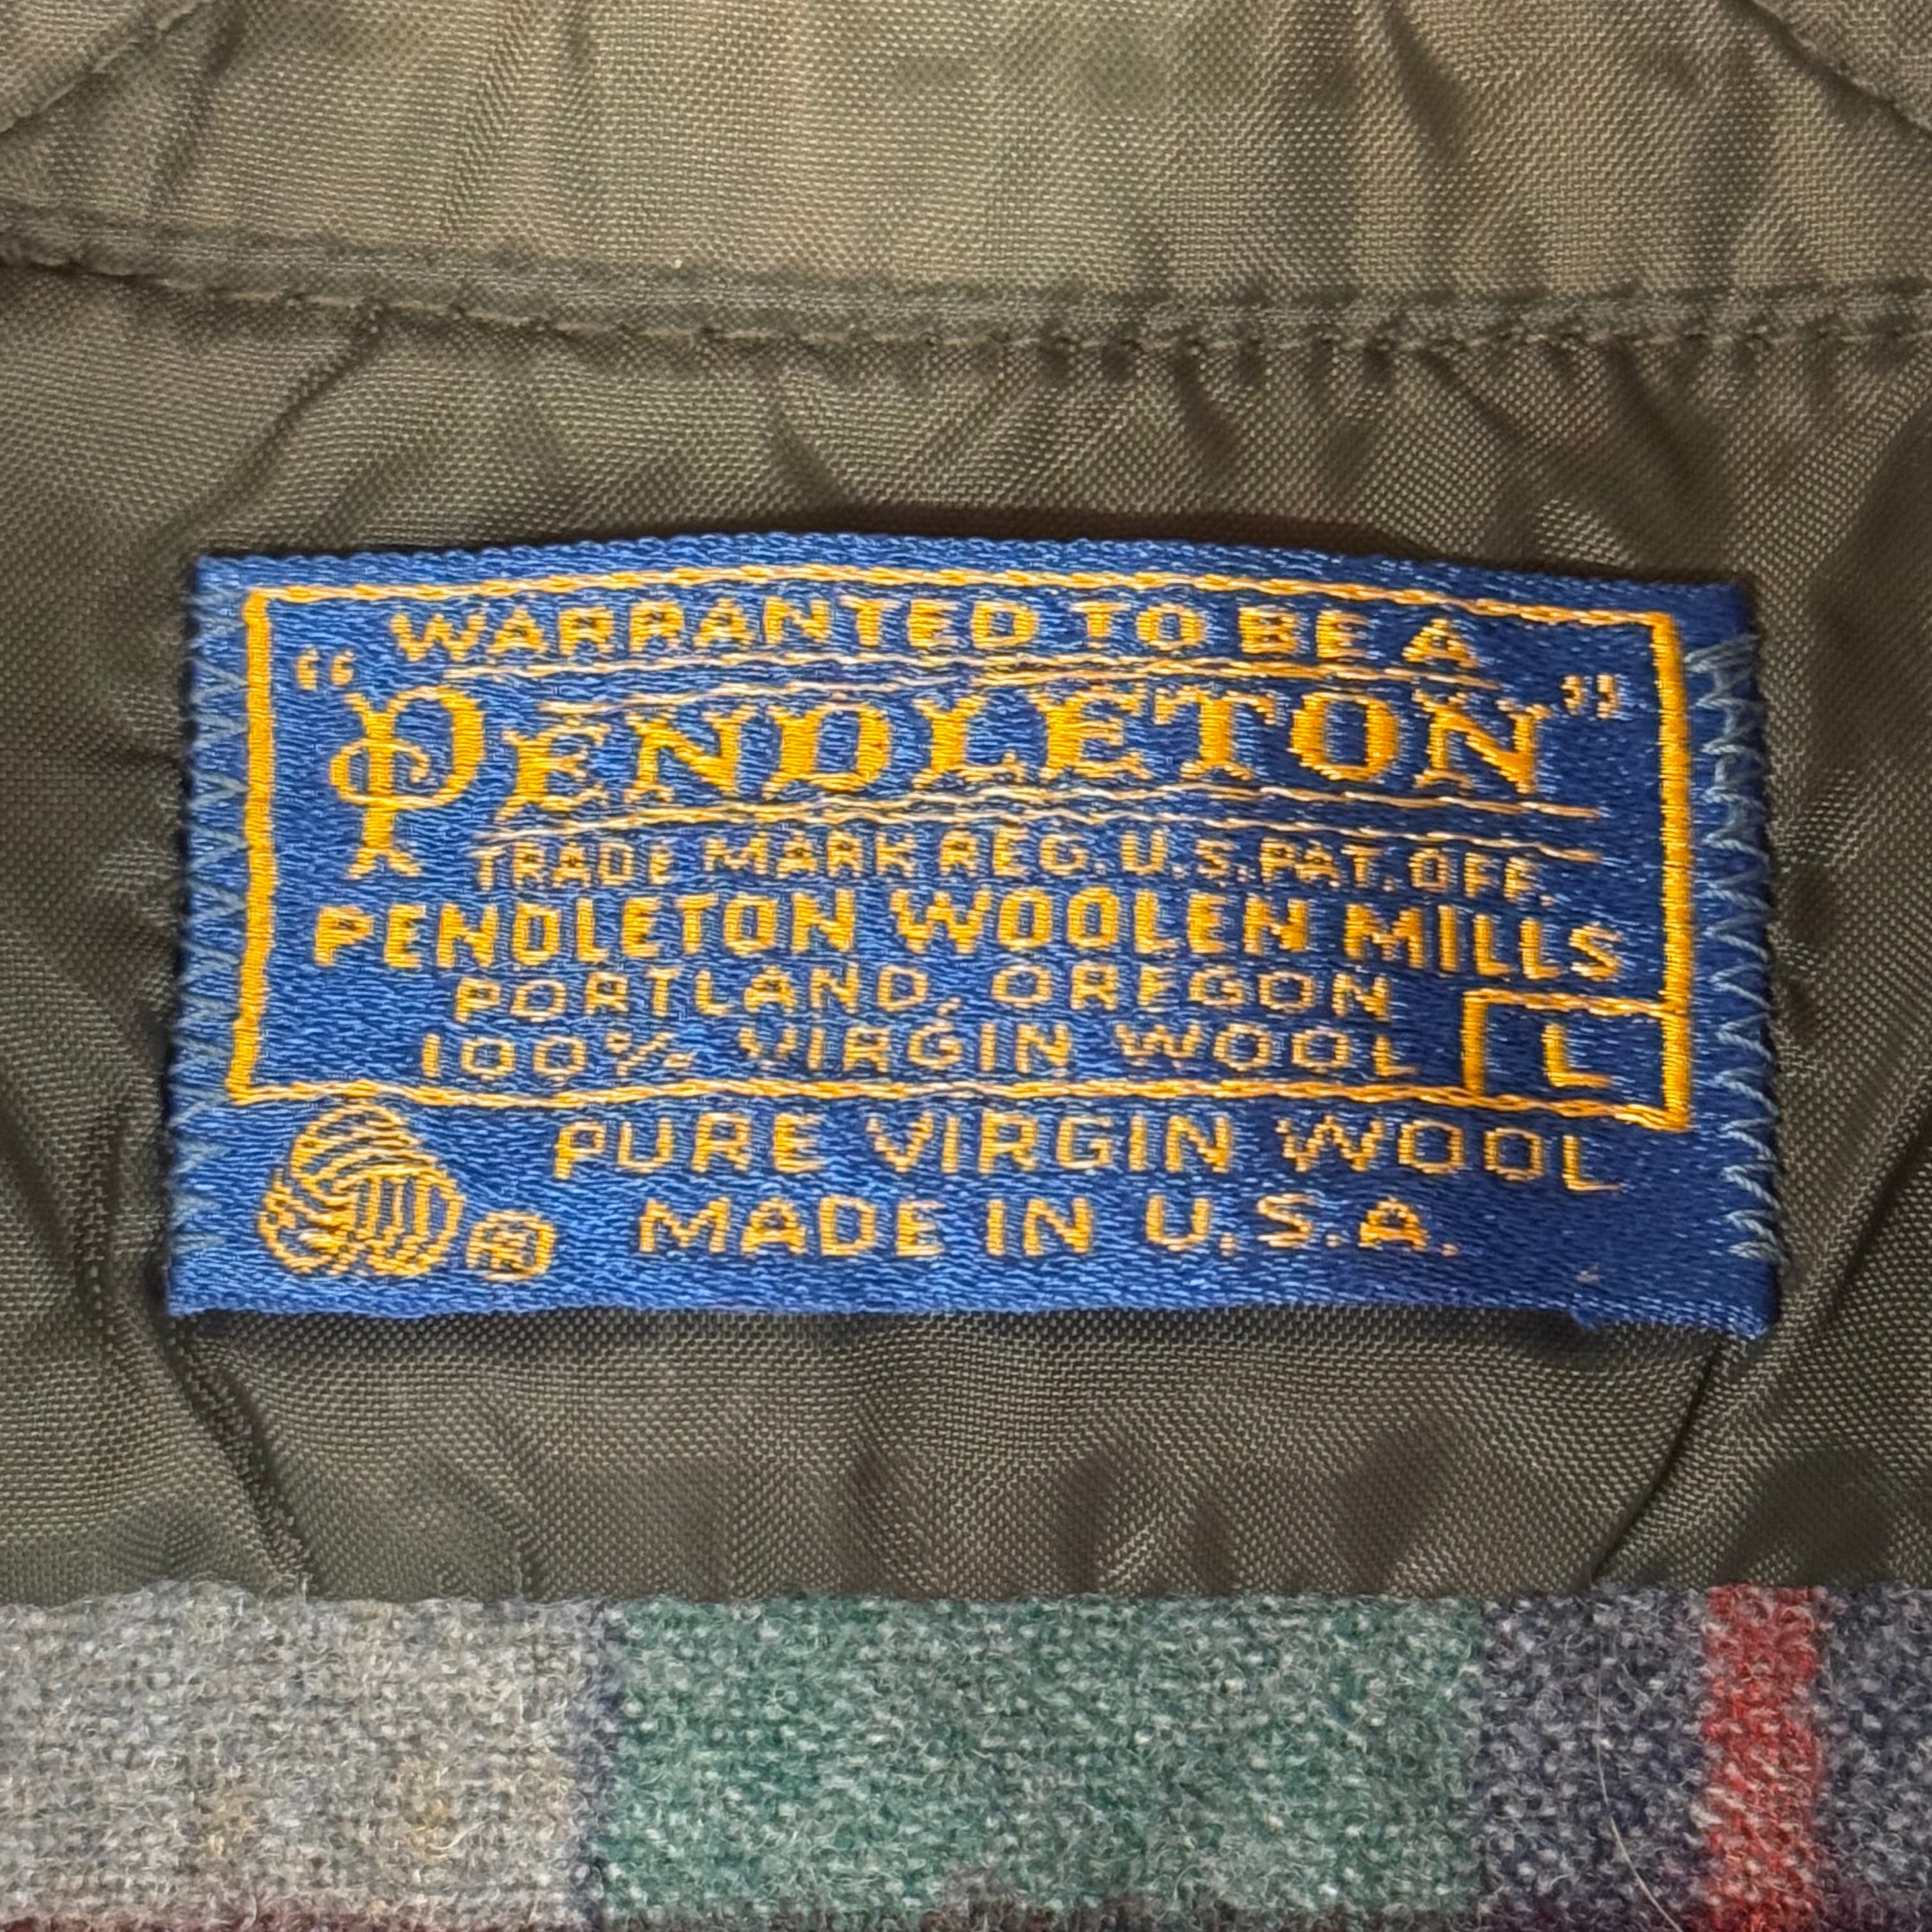 WARRANTED TO BE A
"PENDLETON"
TRADE MARK REG. U.S. PAT. OFF.
PENDLETON WOOLEN MILLS
PORTLAND, OREGON
100% VIRGIN WOOL
L
PURE VIRGIN WOOL
MADE IN U.S.A.